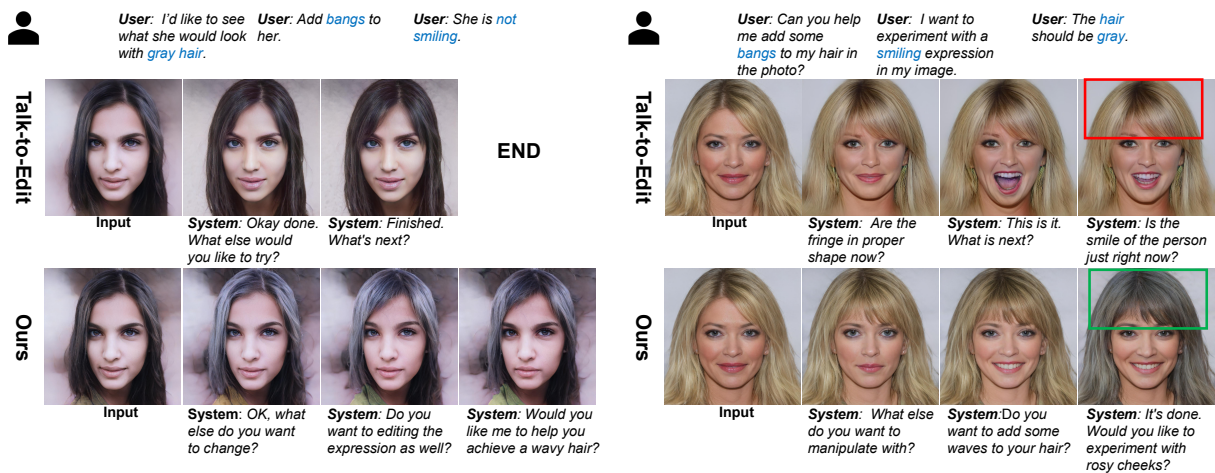 User: I'd like to see
what she would look
with gray hair.
User: Add bangs to
her.
User: She is not
smiling.
Talk-to-Edit
END
Input
System: Okay done.
What else would
you like to try?
System: Finished.
What's next?
Ours
Input
System: OK, what
else do you want
to change?
System: Do you
want to editing the
expression as well?
System: Would you
like me to help you
achieve a wavy hair?
User: Can you help
me add some
bangs to my hair in
the photo?
User: I want to
experiment with a
smiling expression
in my image.
User: The hair
should be gray.
Talk-to-Edit
Input
System: Are the
fringe in proper
shape now?
System: This is it.
What is next?
System: Is the
smile of the person
just right now?
Ours
Input
System: What else
do you want to
manipulate with?
System:Do you
want to add some
waves to your hair?
System: It's done.
Would you like to
experiment with
rosy cheeks?